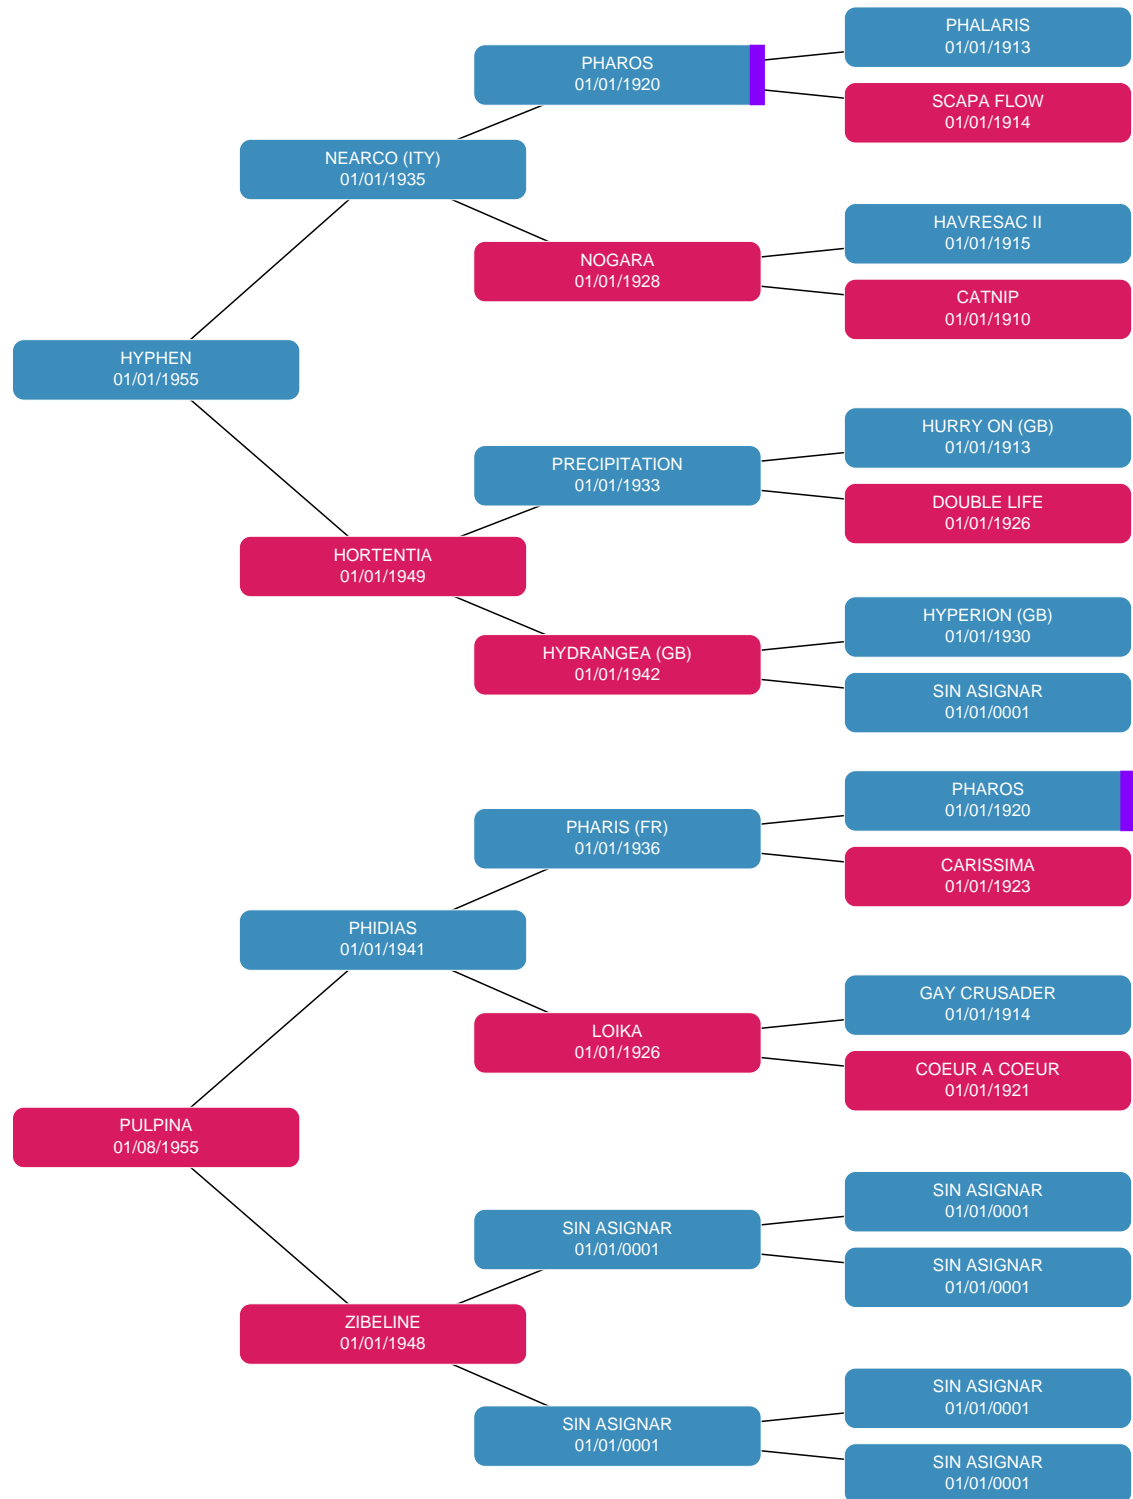 PHALARIS
01/01/1913
PHAROS
01/01/1920
SCAPA FLOW
01/01/1914
NEARCO (ITY)
01/01/1935
HAVRESAC II
01/01/1915
NOGARA
01/01/1928
CATNIP
01/01/1910
HYPHEN
01/01/1955
HURRY ON (GB)
01/01/1913
PRECIPITATION
01/01/1933
DOUBLE LIFE
01/01/1926
HORTENTIA
01/01/1949
HYPERION (GB)
01/01/1930
HYDRANGEA (GB)
01/01/1942
SIN ASIGNAR
01/01/0001
PHAROS
01/01/1920
PHARIS (FR)
01/01/1936
CARISSIMA
01/01/1923
PHIDIAS
01/01/1941
GAY CRUSADER
01/01/1914
LOIKA
01/01/1926
COEUR A COEUR
01/01/1921
PULPINA
01/08/1955
SIN ASIGNAR
01/01/0001
SIN ASIGNAR
01/01/0001
SIN ASIGNAR
01/01/0001
ZIBELINE
01/01/1948
SIN ASIGNAR
01/01/0001
SIN ASIGNAR
01/01/0001
SIN ASIGNAR
01/01/0001